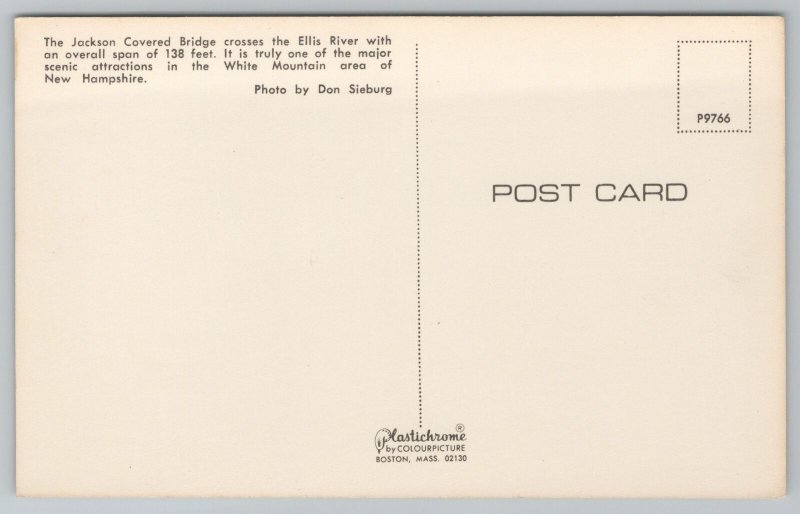 The Jackson Covered Bridge crosses the Ellis River with
an overall span of 138 feet. It is truly one of the major
scenic attractions in the White Mountain area of
New Hampshire.
Photo by Don Sieburg
P9766
POST CARD
Plastichrome®
by COLOURPICTURE
BOSTON, MASS. 02130